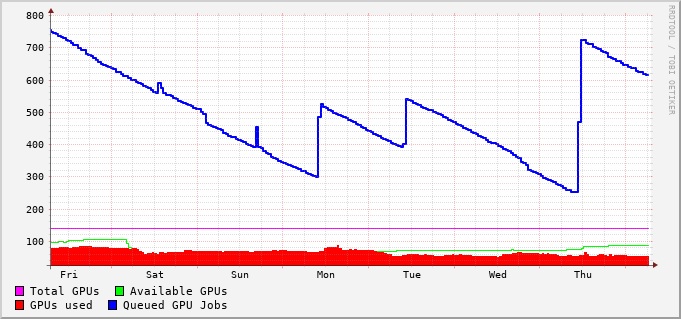 800
700
600
500
400
300
200
100
Fri Sat Sun Mon Tue Wed Thu
Total GPUs Available GPUs
GPUs used Queued GPU Jobs
RRDTOOL / TOBI OETIKER